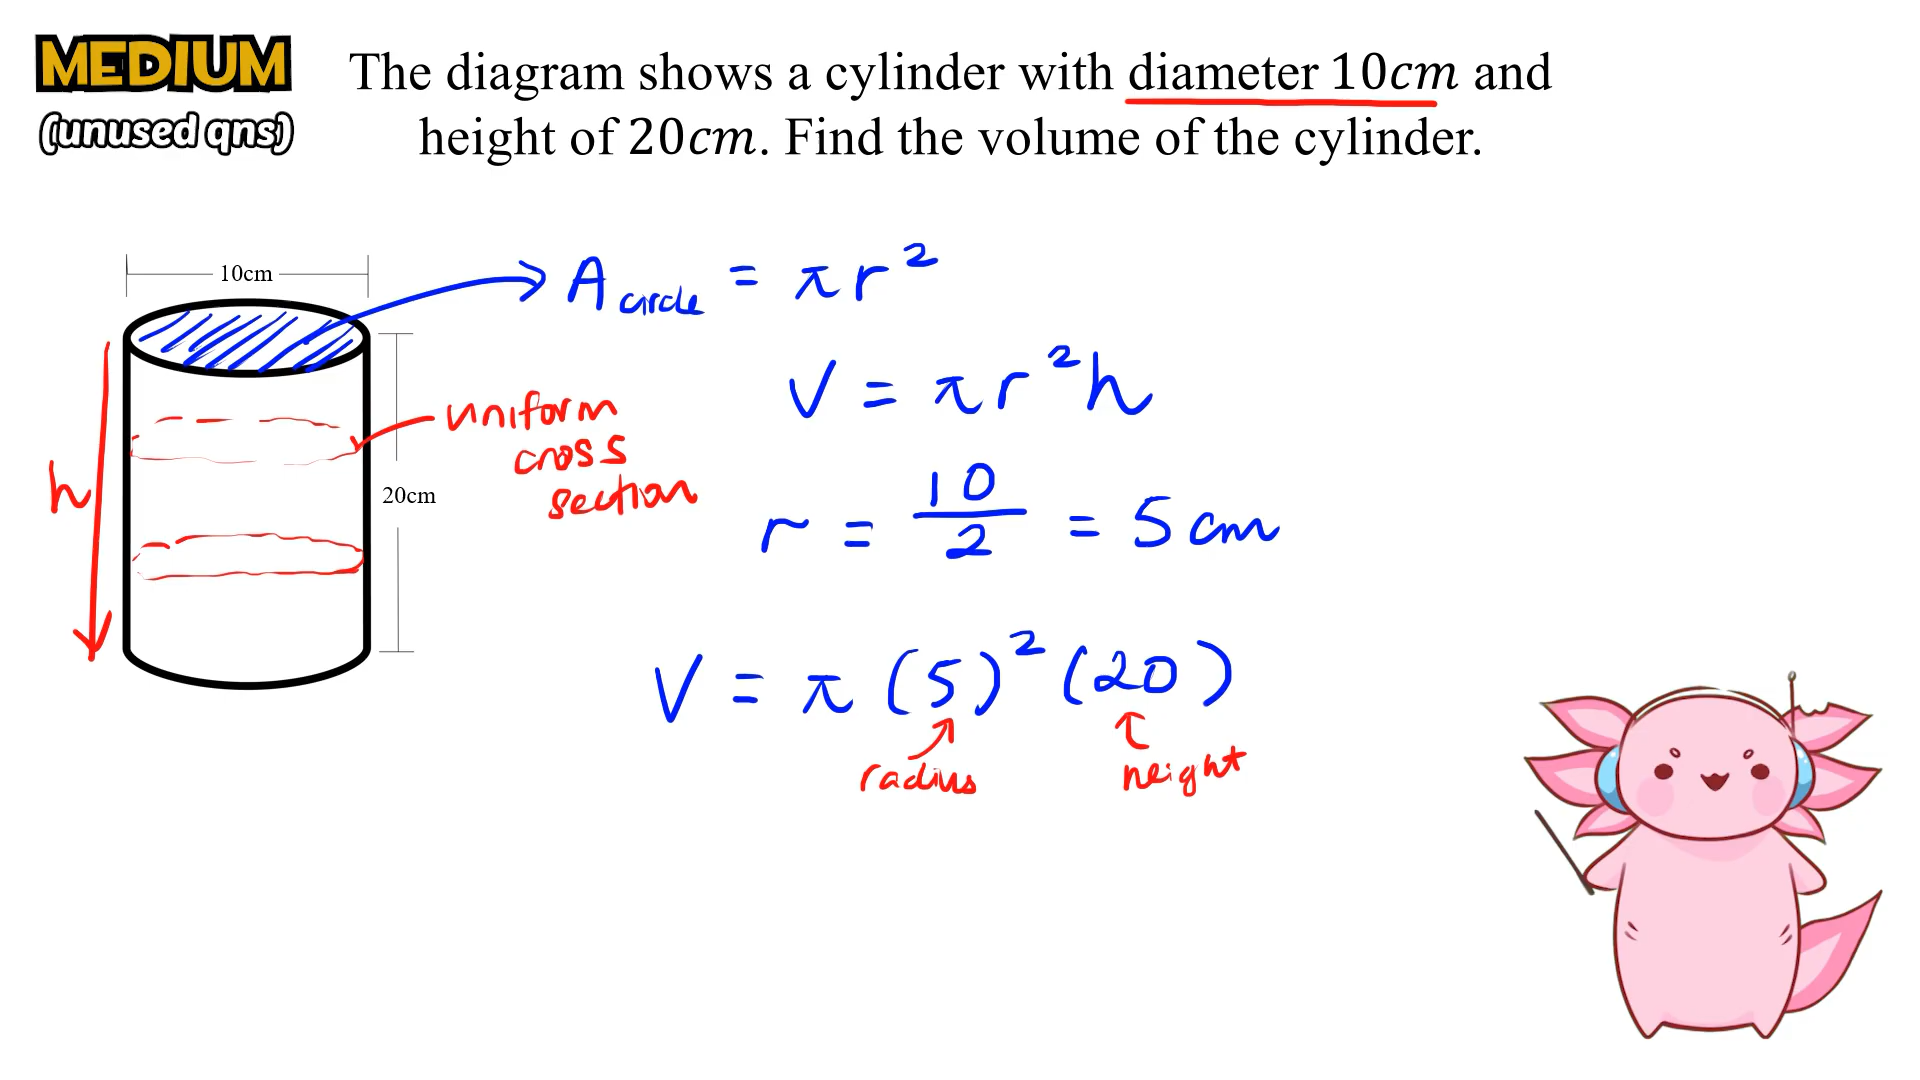 MEDIUM
(unused qns)
The diagram shows a cylinder with diameter 10cm and
height of 20cm. Find the volume of the cylinder.
10cm
A circle = πr²
V = πr²h
uniform
cross
section
h
20cm
r = 10/2 = 5 cm
V = π (5)² (20)
radius
height